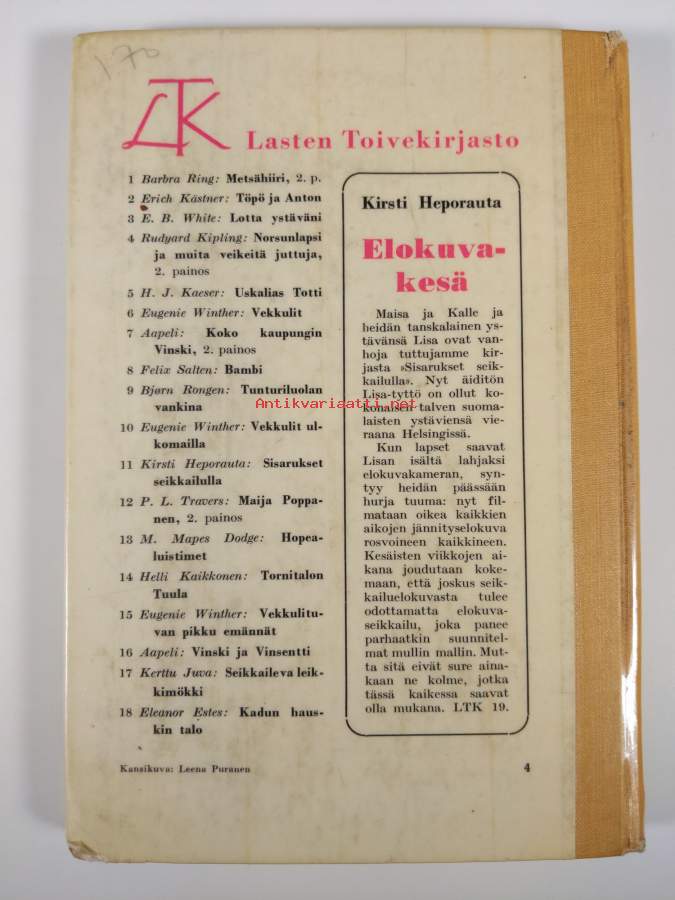 170
LTK Lasten Toivekirjasto
1 Barbra Ring: Metsähiiri, 2. p.
2 Erich Kästner: Töpö ja Anton
3 E. B. White: Lotta ystäväni
4 Rudyard Kipling: Norsunlapsi
ja muita veikeitä juttuja,
2. painos
5 H. J. Kaeser: Uskalias Totti
6 Eugenie Winther: Vekkulit
7 Aapeli: Koko kaupungin
Vinski, 2. painos
8 Felix Salten: Bambi
9 Bjørn Rongen: Tunturiluolan
vankina
10 Eugenie Winther: Vekkulit ul-
komailla
11 Kirsti Heporauta: Sisarukset
seikkailulla
12 P. L. Travers: Maija Poppa-
nen, 2. painos
13 M. Mapes Dodge: Hopea-
luistimet
14 Helli Kaikkonen: Tornitalon
Tuula
15 Eugenie Winther: Vekkulitu-
van pikku emännät
16 Aapeli: Vinski ja Vinsentti
17 Kerttu Juva: Seikkaileva leik-
kimökki
18 Eleanor Estes: Kadun haus-
kin talo
Kansikuva: Leena Puranen
Kirsti Heporauta
Elokuva-
kesä
Maisa ja Kalle ja
heidän tanskalainen ys-
tävänsä Lisa ovat van-
hoja tuttujamme kir-
jasta »Sisarukset seik-
kailulla». Nyt äiditön
Lisa-tyttö on ollut ko-
konaisen talven suoma-
laisten ystäviensä vie-
raana Helsingissä.
Kun lapset saavat
Lisan isältä lahjaksi
elokuvakameran, syn-
tyy heidän päässään
hurja tuuma: nyt fil-
mataan oikea kaikkien
aikojen jännityselokuva
rosvoineen kaikkineen.
Kesäisten viikkojen ai-
kana joudutaan koke-
maan, että joskus seik-
kailuelokuvasta tulee
odottamatta elokuva-
seikkailu, joka panee
parhaatkin suunnitel-
mat mullin mallin. Mut-
ta sitä eivät sure aina-
kaan ne kolme, jotka
tässä kaikessa saavat
olla mukana. LTK 19.
4
Antikvariaatti.net